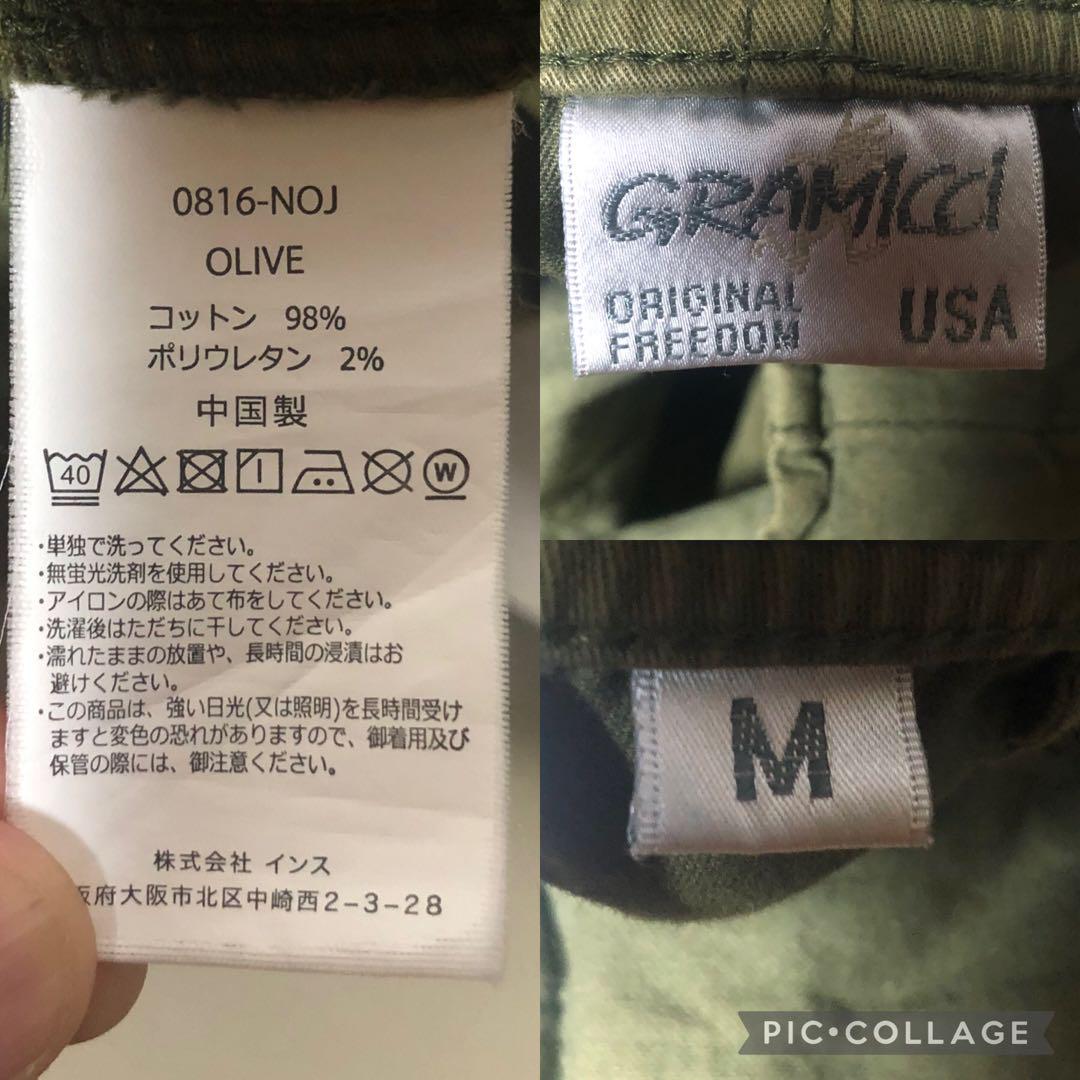 0816-NOJ
OLIVE
コットン 98%
ポリウレタン 2%
中国製
40
W
・単独で洗ってください。
・無蛍光洗剤を使用してください。
・アイロンの際はあて布をしてください。
・洗濯後はただちに干してください。
・濡れたままの放置や、長時間の浸漬はお
避けください。
・この商品は、強い日光(又は照明)を長時間受け
ますと変色の恐れがありますので、御着用及び
保管の際には、御注意ください。
株式会社 インス
阪府大阪市北区中崎西2-3-28
GRAMICCI
ORIGINAL
FREEDOM
USA
M
PIC•COLLAGE